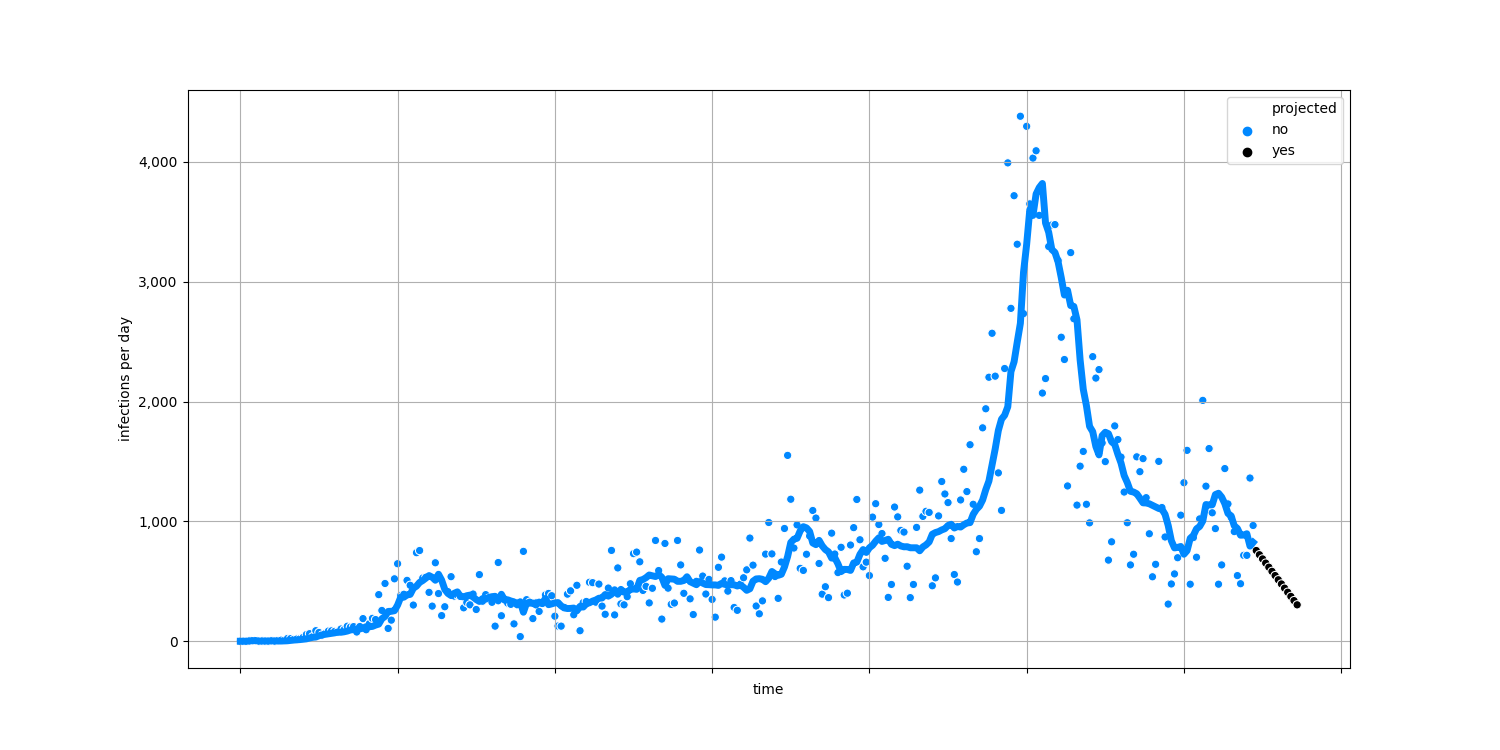 projected
no
yes
4,000
3,000
2,000
1,000
0
infections per day
time